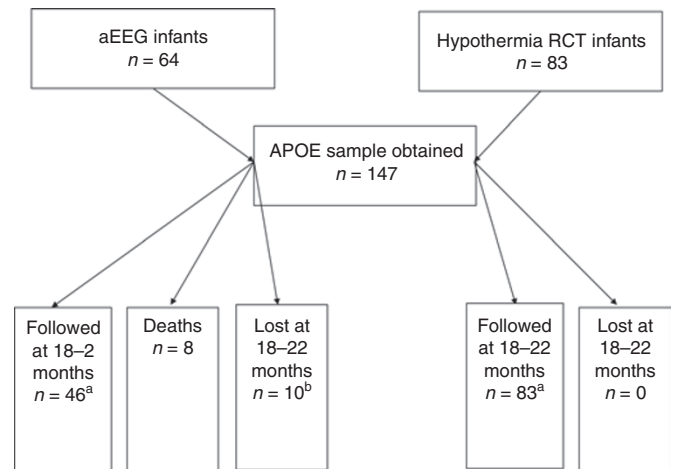 aEEG infants
n = 64
Hypothermia RCT infants
n = 83
APOE sample obtained
n = 147
Followed
at 18–2
months
n = 46a
Deaths
n = 8
Lost at
18–22
months
n = 10b
Followed
at 18–22
months
n = 83a
Lost at
18–22
months
n = 0